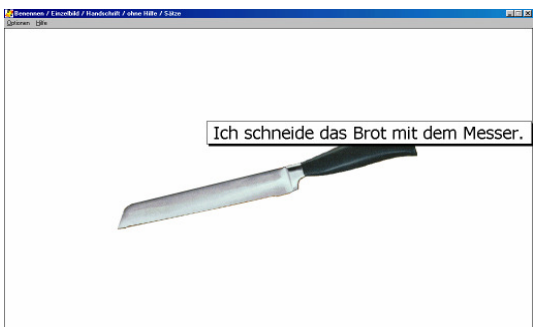 Benennen / Einzelbild / Handschrift / ohne Hilfe / Sätze
Optionen Hilfe
Ich schneide das Brot mit dem Messer.